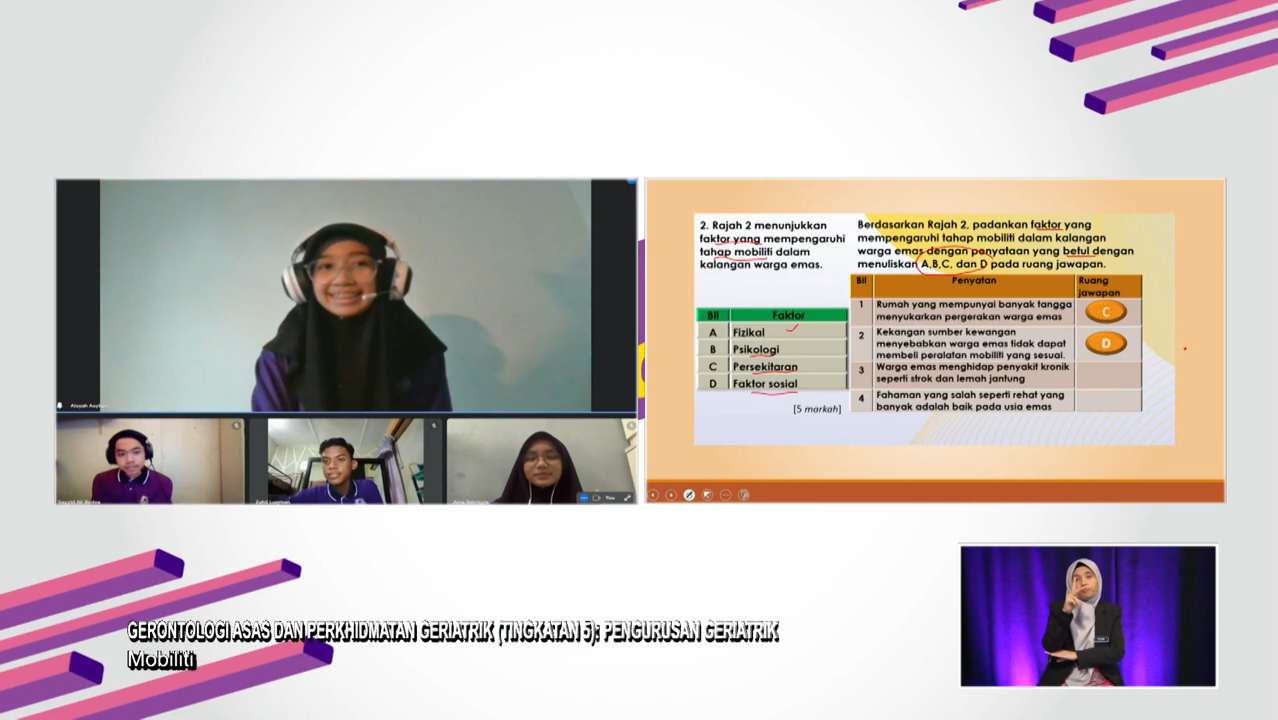 2. Rajah 2 menunjukkan
faktor yang mempengaruhi
tahap mobiliti dalam
kalangan warga emas.
Bil Faktor
A Fizikal
B Psikologi
C Persekitaran
D Faktor sosial
[5 markah]
Berdasarkan Rajah 2, padankan faktor yang
mempengaruhi tahap mobiliti dalam kalangan
warga emas dengan penyataan yang betul dengan
menuliskan A,B,C, dan D pada ruang jawapan.
Bil Penyatan Ruang
jawapan
1 Rumah yang mempunyai banyak tangga
menyukarkan pergerakan warga emas
C
2 Kekangan sumber kewangan
menyebabkan warga emas tidak dapat
membeli peralatan mobiliti yang sesuai.
D
3 Warga emas menghidap penyakit kronik
seperti strok dan lemah jantung
4 Fahaman yang salah seperti rehat yang
banyak adalah baik pada usia emas
GERONTOLOGI ASAS DAN PERKHIDMATAN GERIATRIK (TINGKATAN 5): PENGURUSAN GERIATRIK
Mobiliti